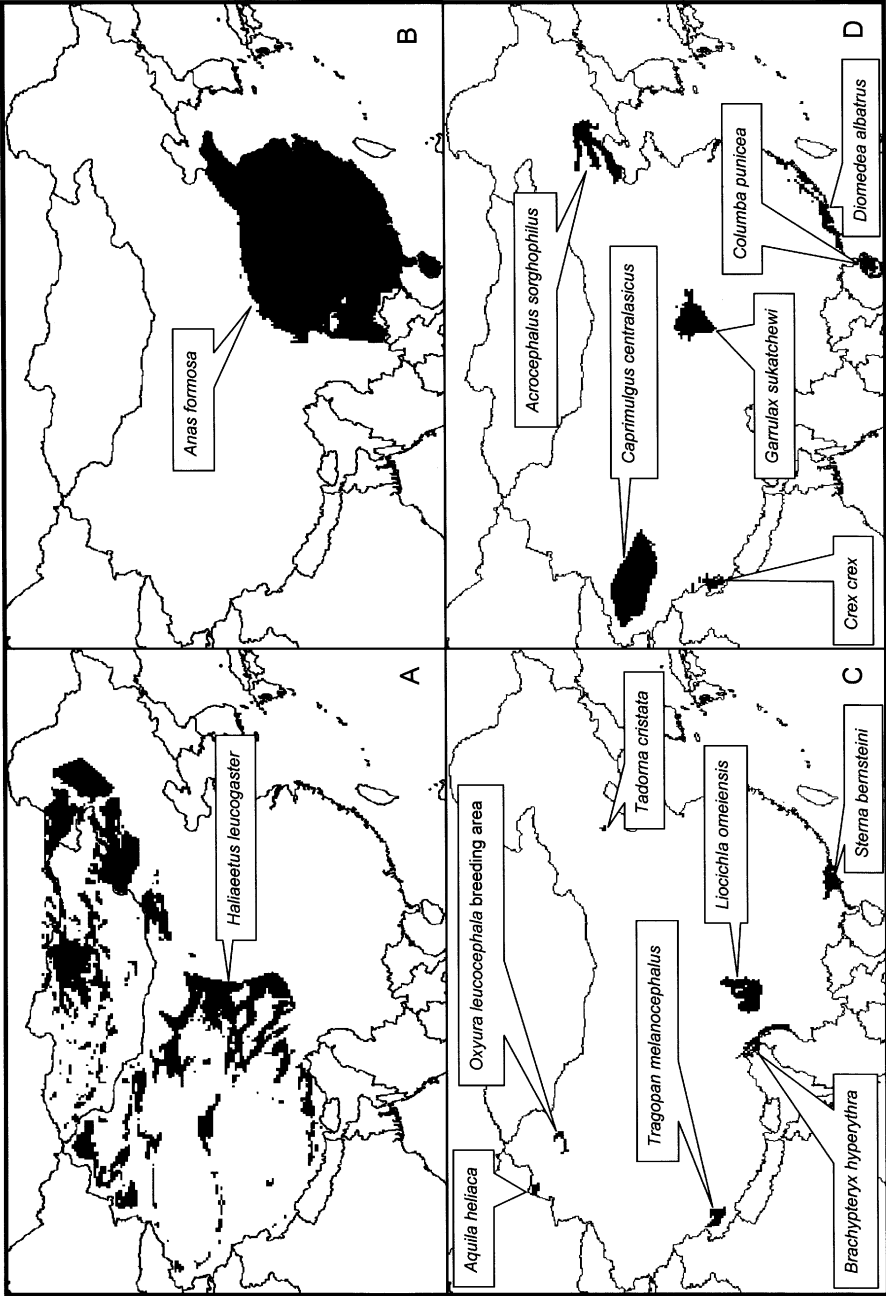 A
Haliaeetus leucogaster
B
Anas formosa
C
Aquila heliaca
Oxyura leucocephala breeding area
Tadorna cristata
Tragopan melanocephalus
Liocichla omeiensis
Brachypteryx hyperythra
Sterna bernsteini
D
Acrocephalus sorghophilus
Caprimulgus centralasicus
Columba punicea
Garrulax sukatchewi
Crex crex
Diomedea albatrus